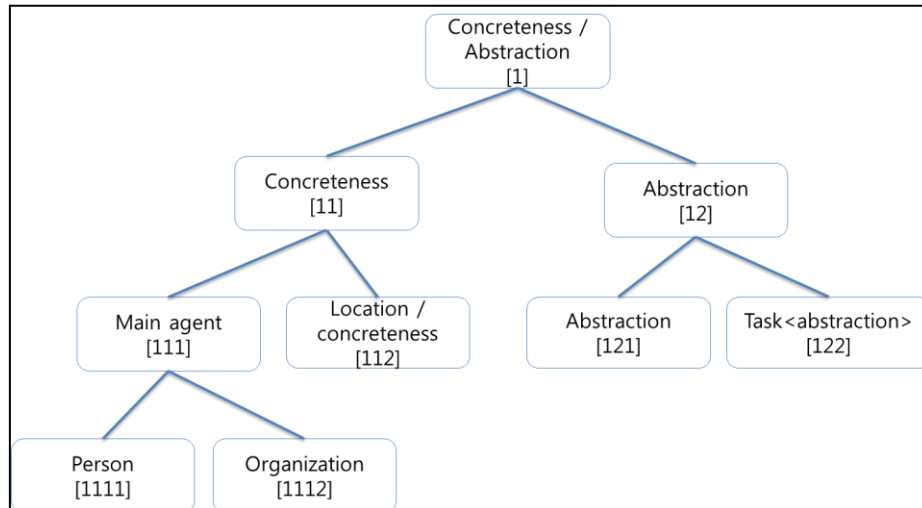 Concreteness /
Abstraction
[1]
Concreteness
[11]
Abstraction
[12]
Main agent
[111]
Location /
concreteness
[112]
Abstraction
[121]
Task<abstraction>
[122]
Person
[1111]
Organization
[1112]